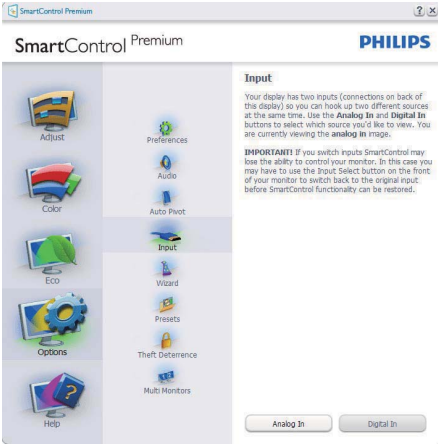 SmartControl Premium
SmartControl Premium
PHILIPS
Adjust
Color
Eco
Options
Help
Preferences
Audio
Auto Pivot
Input
Wizard
Presets
Theft Deterrence
Multi Monitors
Input
Your display has two inputs (connections on back of
this display) so you can hook up two different sources
at the same time. Use the Analog In and Digital In
buttons to select which source you'd like to view. You
are currently viewing the analog in image.
IMPORTANT! If you switch inputs SmartControl may
lose the ability to control your monitor. In this case you
may have to use the Input Select button on the front
of your monitor to switch back to the original input
before SmartControl functionality can be restored.
Analog In
Digital In